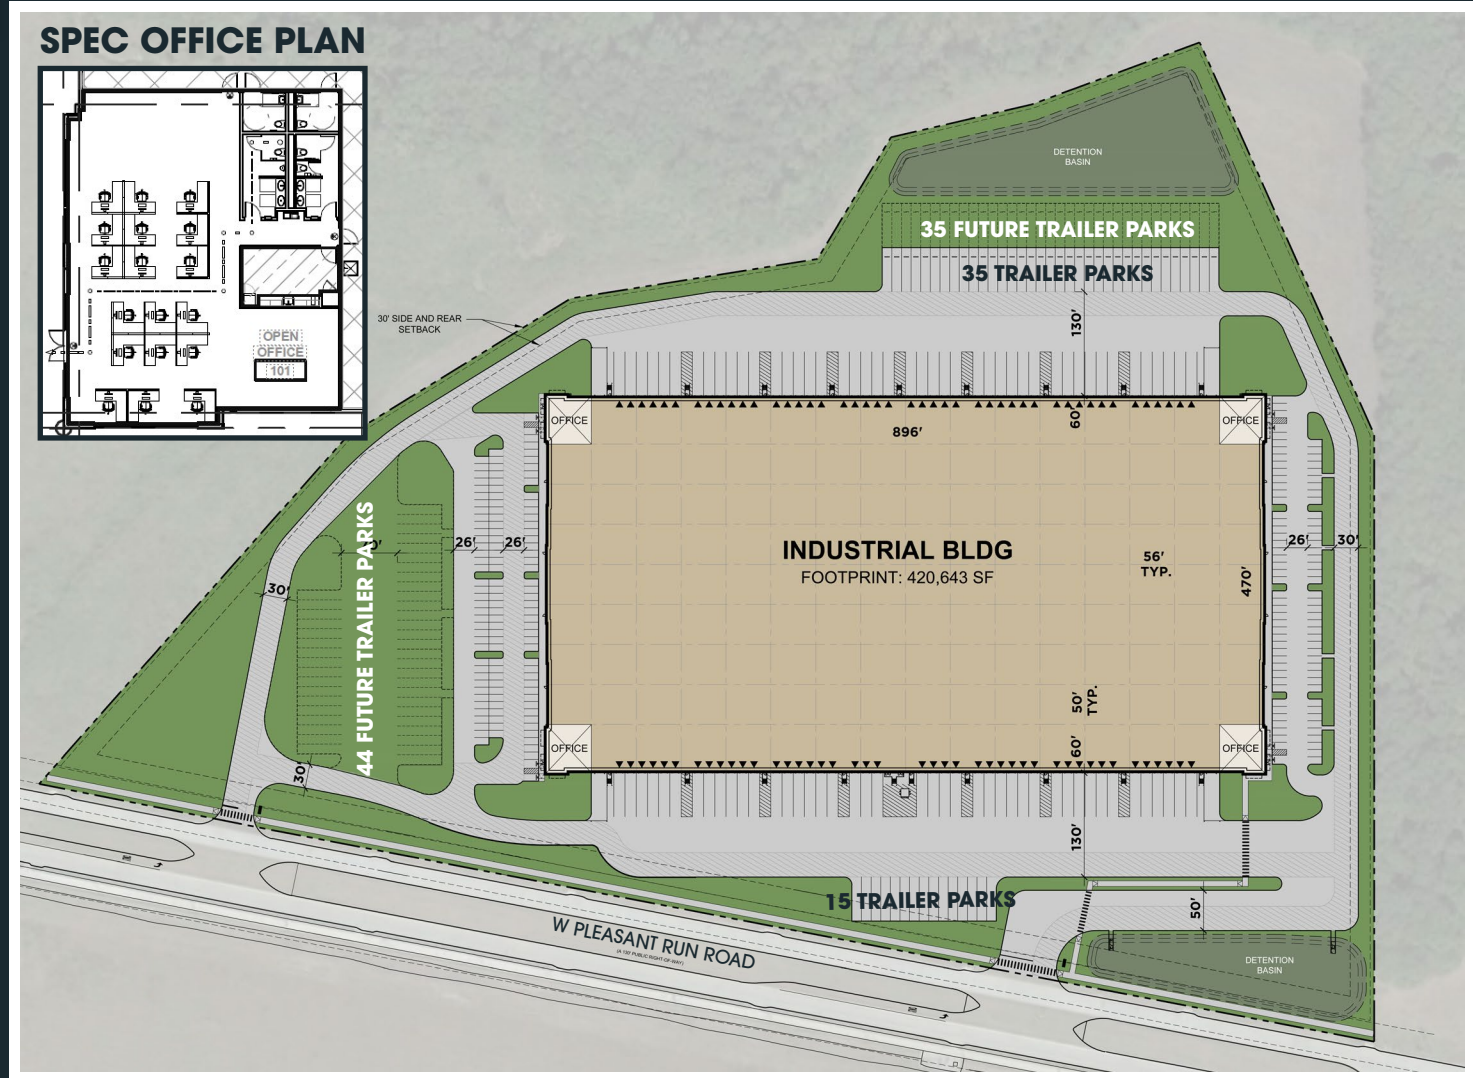 SPEC OFFICE PLAN
OPEN
OFFICE
101
DETENTION
BASIN
35 FUTURE TRAILER PARKS
35 TRAILER PARKS
30' SIDE AND REAR
SETBACK
130'
OFFICE
60'
OFFICE
896'
44 FUTURE TRAILER PARKS
26'
26'
INDUSTRIAL BLDG
FOOTPRINT: 420,643 SF
56'
TYP.
470'
26'
30'
30'
50'
TYP.
OFFICE
60'
OFFICE
30'
130'
15 TRAILER PARKS
50'
W PLEASANT RUN ROAD
DETENTION
BASIN